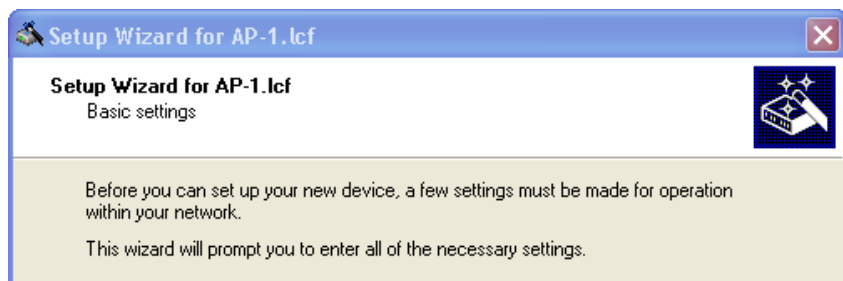 Setup Wizard for AP-1.lcf
Setup Wizard for AP-1.lcf
Basic settings
Before you can set up your new device, a few settings must be made for operation
within your network.
This wizard will prompt you to enter all of the necessary settings.